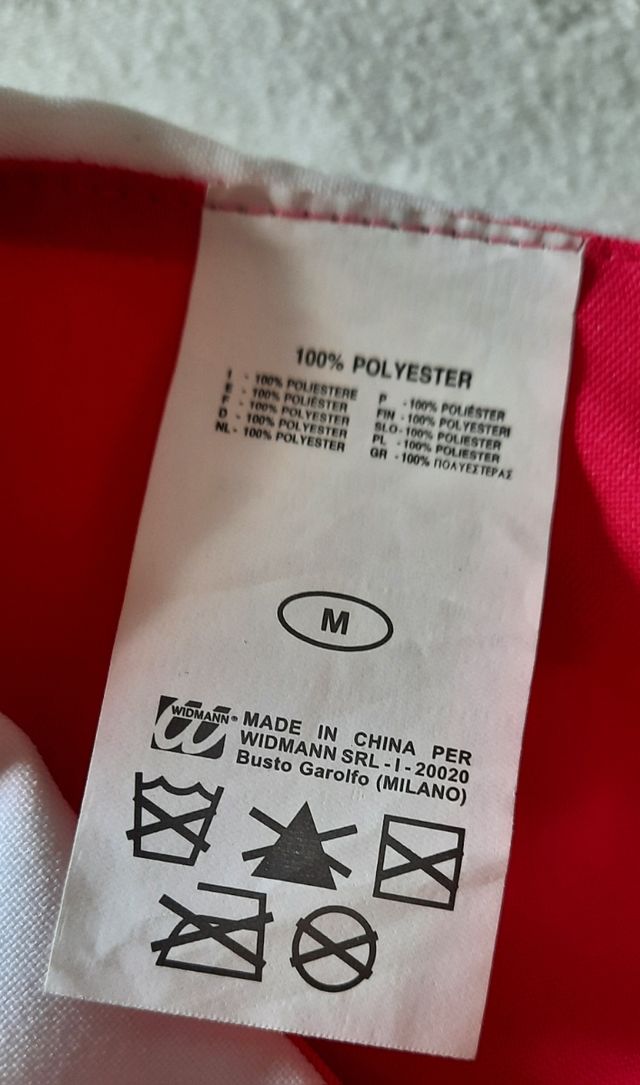 100% POLYESTER
I - 100% POLIESTERE
E - 100% POLIÉSTER
F - 100% POLYESTER
D - 100% POLYESTER
NL - 100% POLYESTER
P - 100% POLIÉSTER
FIN - 100% POLYESTERI
SLO - 100% POLIESTER
PL - 100% POLIESTER
GR - 100% ΠΟΛΥΕΣΤΕΡΑΣ
M
WIDMANN®
MADE IN CHINA PER
WIDMANN SRL - I - 20020
Busto Garolfo (MILANO)